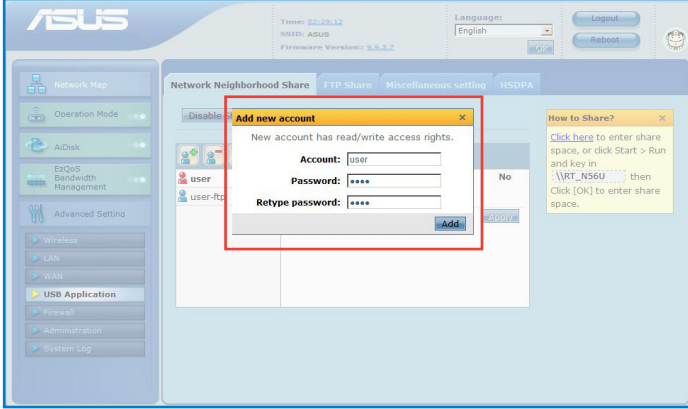 ASUS
Time: 02:29:12
SSID: ASUS
Firmware Version: 9.9.2.7
Language:
English
Logout
Reboot
Network Map
Operation Mode
AiDisk
EzQoS
Bandwidth
Management
Advanced Setting
Wireless
LAN
WAN
USB Application
Firewall
Administration
System Log
Network Neighborhood Share
FTP Share
Miscellaneous setting
HSDPA
Disable
Add new account
×
New account has read/write access rights.
Account: user
Password: ••••
Retype password: ••••
Add
user
user-ftp
No
Apply
How to Share? ×
Click here to enter share
space, or click Start > Run
and key in
\\RT_N56U then
Click [OK] to enter share
space.